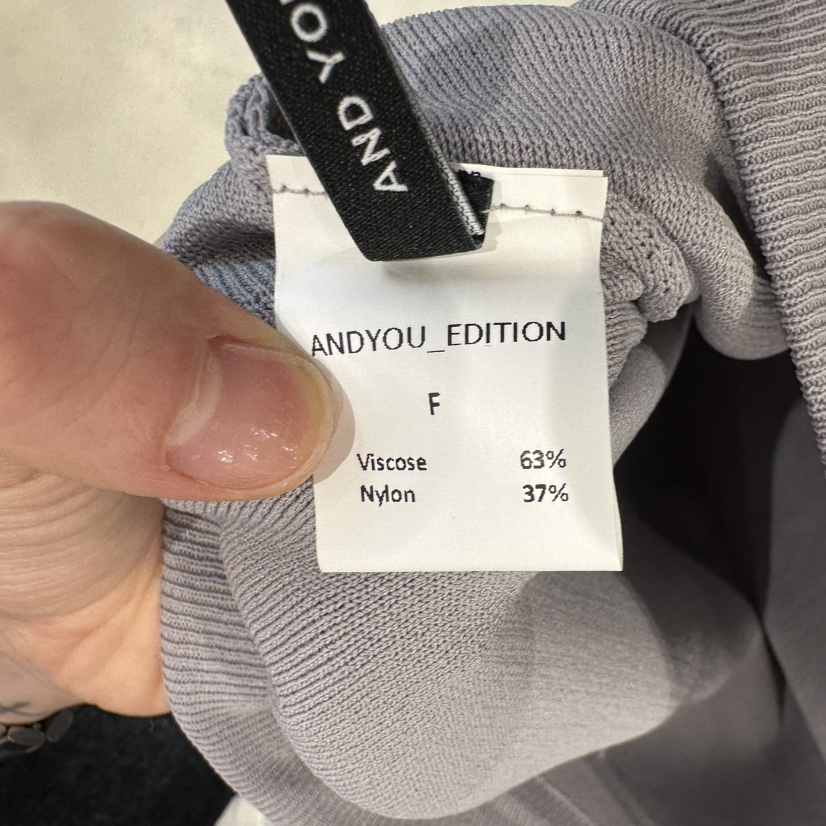 AND YO
ANDYOU_EDITION
F
Viscose 63%
Nylon 37%